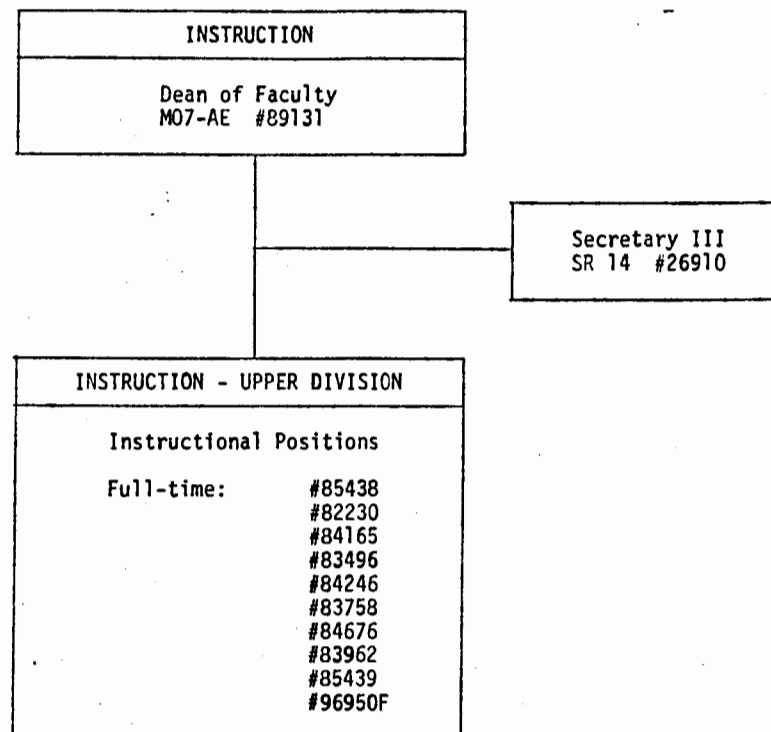 INSTRUCTION
Dean of Faculty
M07-AE #89131
Secretary III
SR 14 #26910
INSTRUCTION - UPPER DIVISION
Instructional Positions
Full-time: #85438
#82230
#84165
#83496
#84246
#83758
#84676
#83962
#85439
#96950F